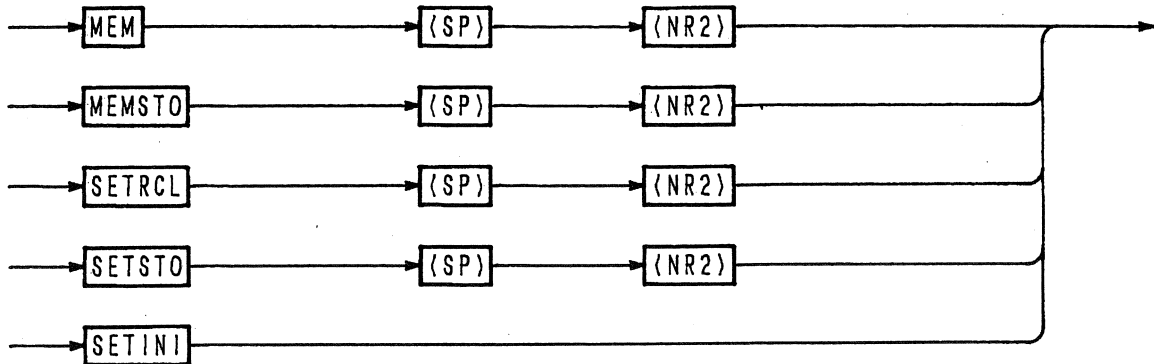 MEM ⟨SP⟩ ⟨NR2⟩
MEMSTO ⟨SP⟩ ⟨NR2⟩
SETRCL ⟨SP⟩ ⟨NR2⟩
SETSTO ⟨SP⟩ ⟨NR2⟩
SETINI